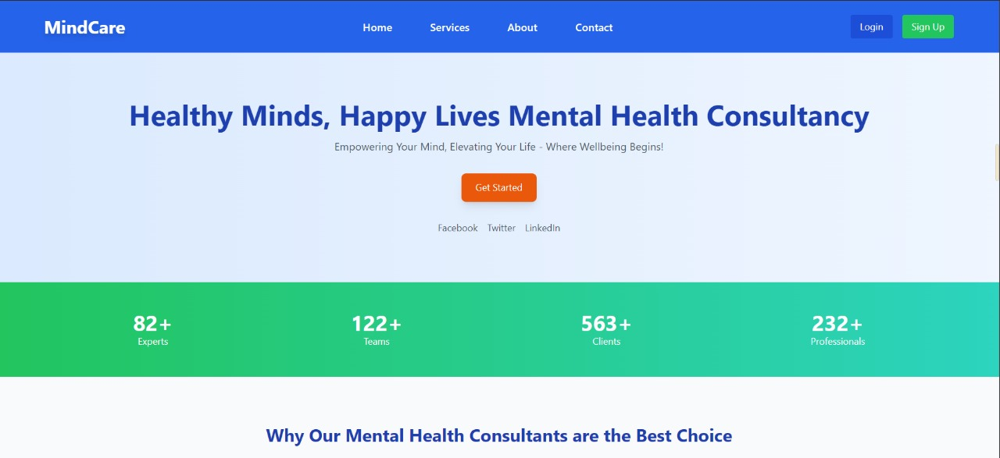 MindCare
Home Services About Contact
Login Sign Up
Healthy Minds, Happy Lives Mental Health Consultancy
Empowering Your Mind, Elevating Your Life - Where Wellbeing Begins!
Get Started
Facebook Twitter LinkedIn
82+ 122+ 563+ 232+
Experts Teams Clients Professionals
Why Our Mental Health Consultants are the Best Choice